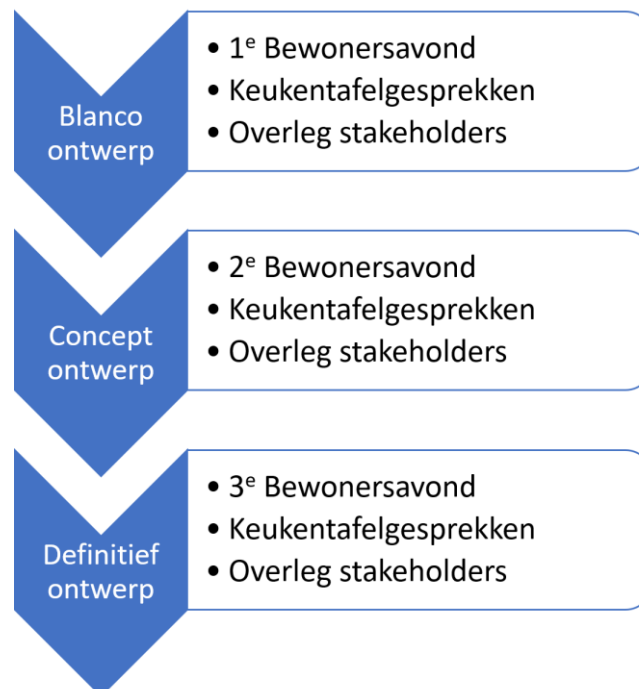 Blanco
ontwerp
• 1e Bewonersavond
• Keukentafelgesprekken
• Overleg stakeholders
Concept
ontwerp
• 2e Bewonersavond
• Keukentafelgesprekken
• Overleg stakeholders
Definitief
ontwerp
• 3e Bewonersavond
• Keukentafelgesprekken
• Overleg stakeholders